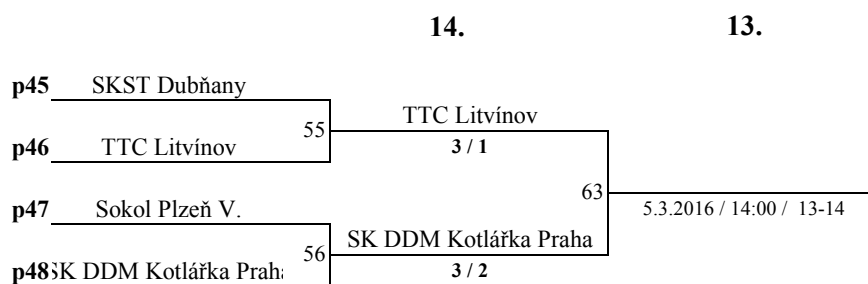 14. 13.
p45 SKST Dubňany
55 TTC Litvínov
p46 TTC Litvínov 3 / 1
63
p47 Sokol Plzeň V. 5.3.2016 / 14:00 / 13-14
56 SK DDM Kotlářka Praha
p48 SK DDM Kotlářka Praha 3 / 2